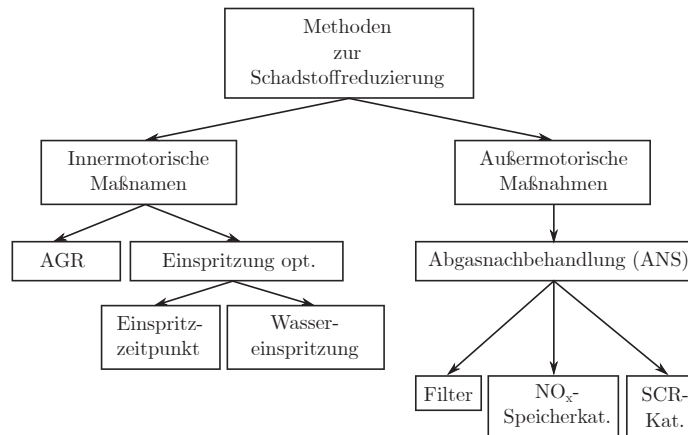 Methoden
zur
Schadstoffreduzierung
Innermotorische
Maßnamen
Außermotorische
Maßnahmen
AGR
Einspritzung opt.
Abgasnachbehandlung (ANS)
Einspritz-
zeitpunkt
Wasser-
einspritzung
Filter
NOₓ-
Speicherkat.
SCR-
Kat.